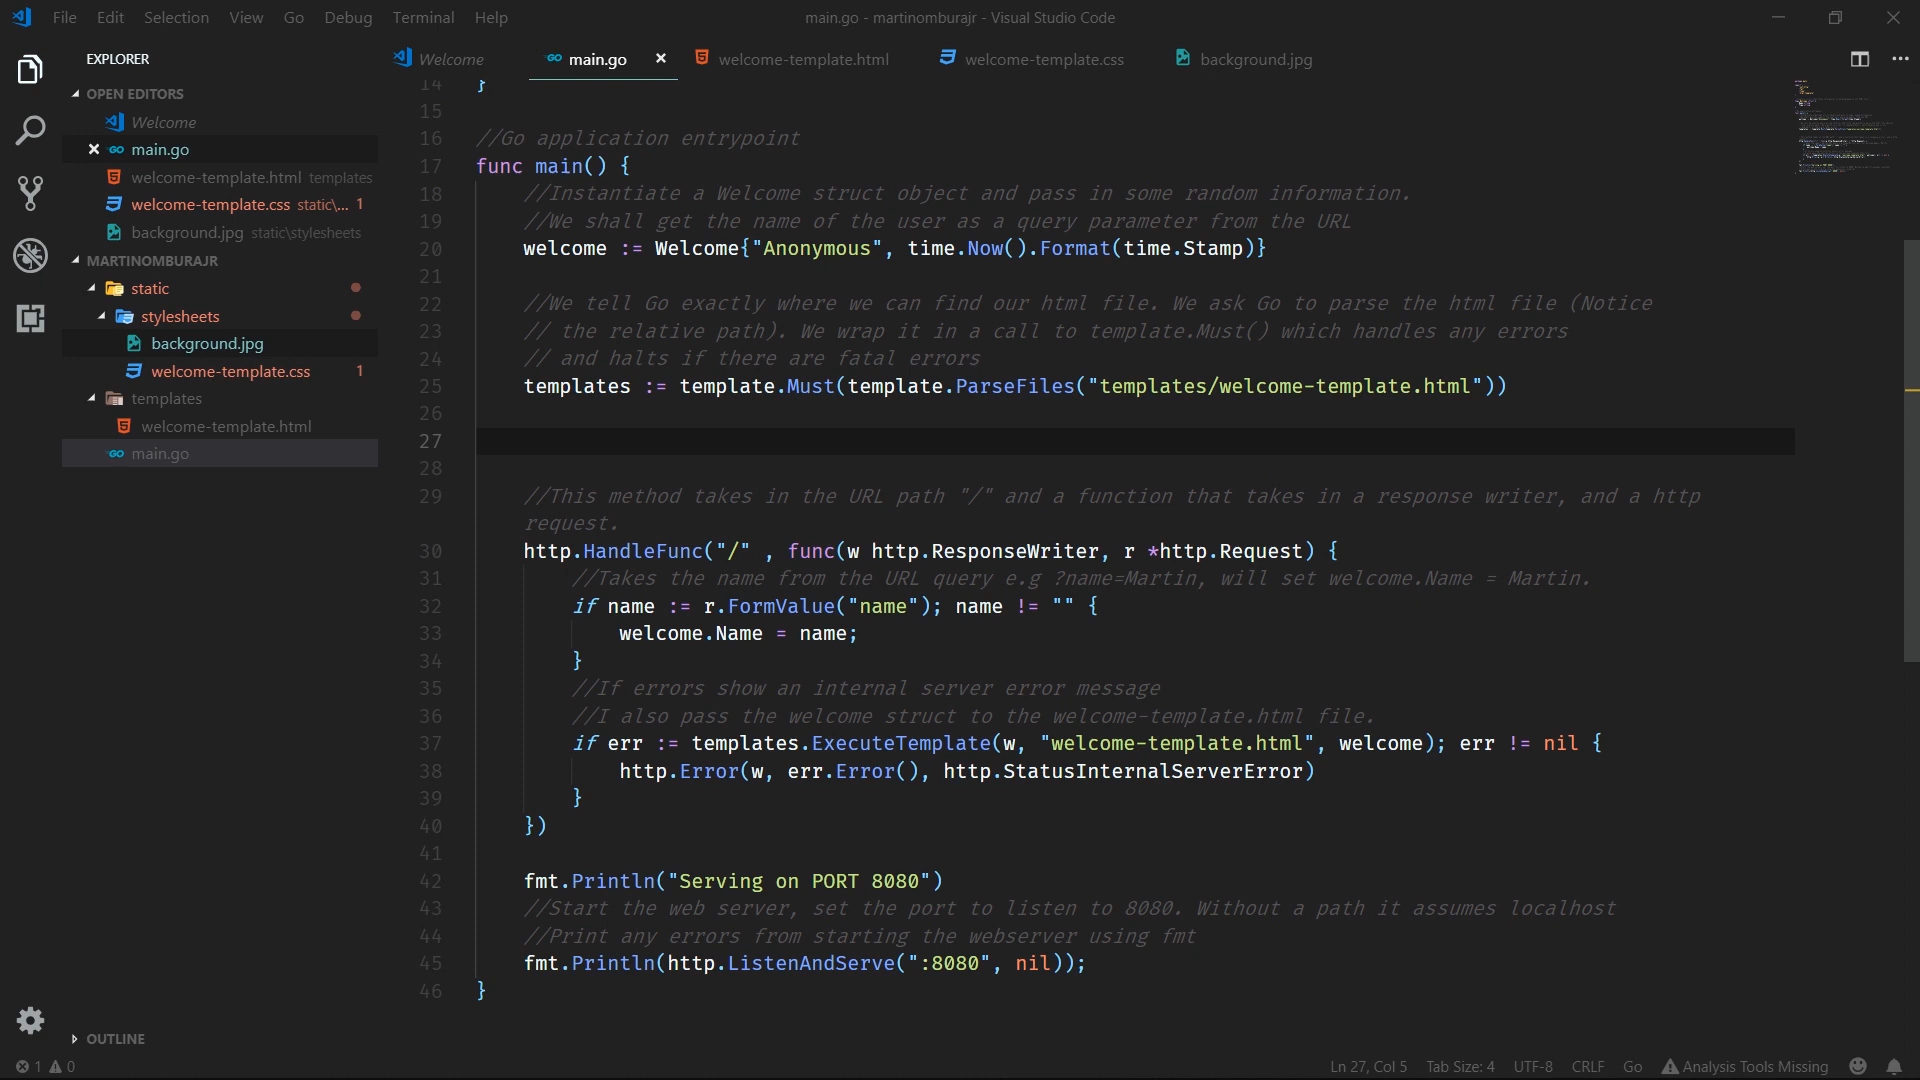 File Edit Selection View Go Debug Terminal Help
main.go - martinomburajr - Visual Studio Code
EXPLORER
OPEN EDITORS
Welcome
main.go
welcome-template.html templates
welcome-template.css static\... 1
background.jpg static\stylesheets
MARTINOMBURAJR
static
stylesheets
background.jpg
welcome-template.css 1
templates
welcome-template.html
main.go
OUTLINE
Welcome
main.go
welcome-template.html
welcome-template.css
background.jpg
14 }
15
16 //Go application entrypoint
17 func main() {
18 //Instantiate a Welcome struct object and pass in some random information.
19 //We shall get the name of the user as a query parameter from the URL
20 welcome := Welcome{"Anonymous", time.Now().Format(time.Stamp)}
21
22 //We tell Go exactly where we can find our html file. We ask Go to parse the html file (Notice
23 // the relative path). We wrap it in a call to template.Must() which handles any errors
24 // and halts if there are fatal errors
25 templates := template.Must(template.ParseFiles("templates/welcome-template.html"))
26
27
28
29 //This method takes in the URL path "/" and a function that takes in a response writer, and a http
request.
30 http.HandleFunc("/" , func(w http.ResponseWriter, r *http.Request) {
31 //Takes the name from the URL query e.g ?name=Martin, will set welcome.Name = Martin.
32 if name := r.FormValue("name"); name != "" {
33 welcome.Name = name;
34 }
35 //If errors show an internal server error message
36 //I also pass the welcome struct to the welcome-template.html file.
37 if err := templates.ExecuteTemplate(w, "welcome-template.html", welcome); err != nil {
38 http.Error(w, err.Error(), http.StatusInternalServerError)
39 }
40 })
41
42 fmt.Println("Serving on PORT 8080")
43 //Start the web server, set the port to listen to 8080. Without a path it assumes localhost
44 //Print any errors from starting the webserver using fmt
45 fmt.Println(http.ListenAndServe(":8080", nil));
46 }
1 0
Ln 27, Col 5 Tab Size: 4 UTF-8 CRLF Go Analysis Tools Missing